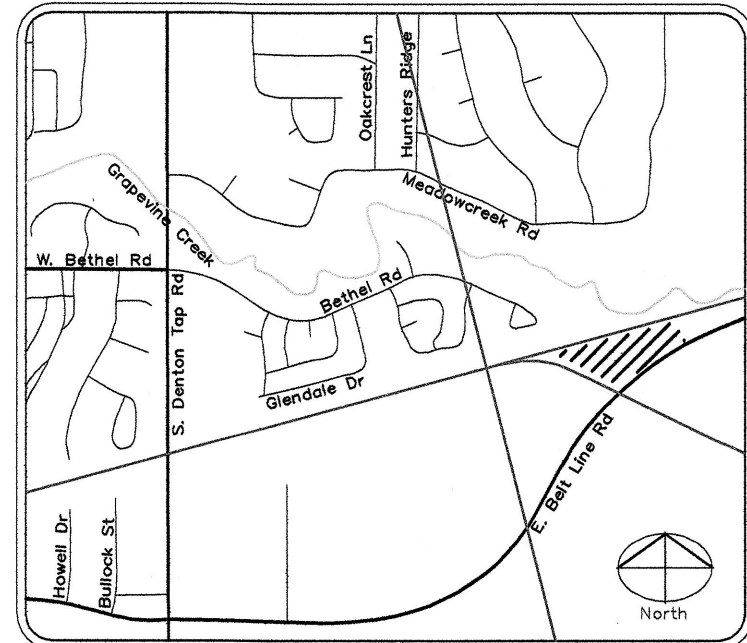 Oakcrest Ln
Hunters Ridge
Grapevine Creek
Meadowcreek Rd
W. Bethel Rd
Bethel Rd
S. Denton Tap Rd
Glendale Dr
E. Belt Line Rd
Howell Dr
Bullock St
North